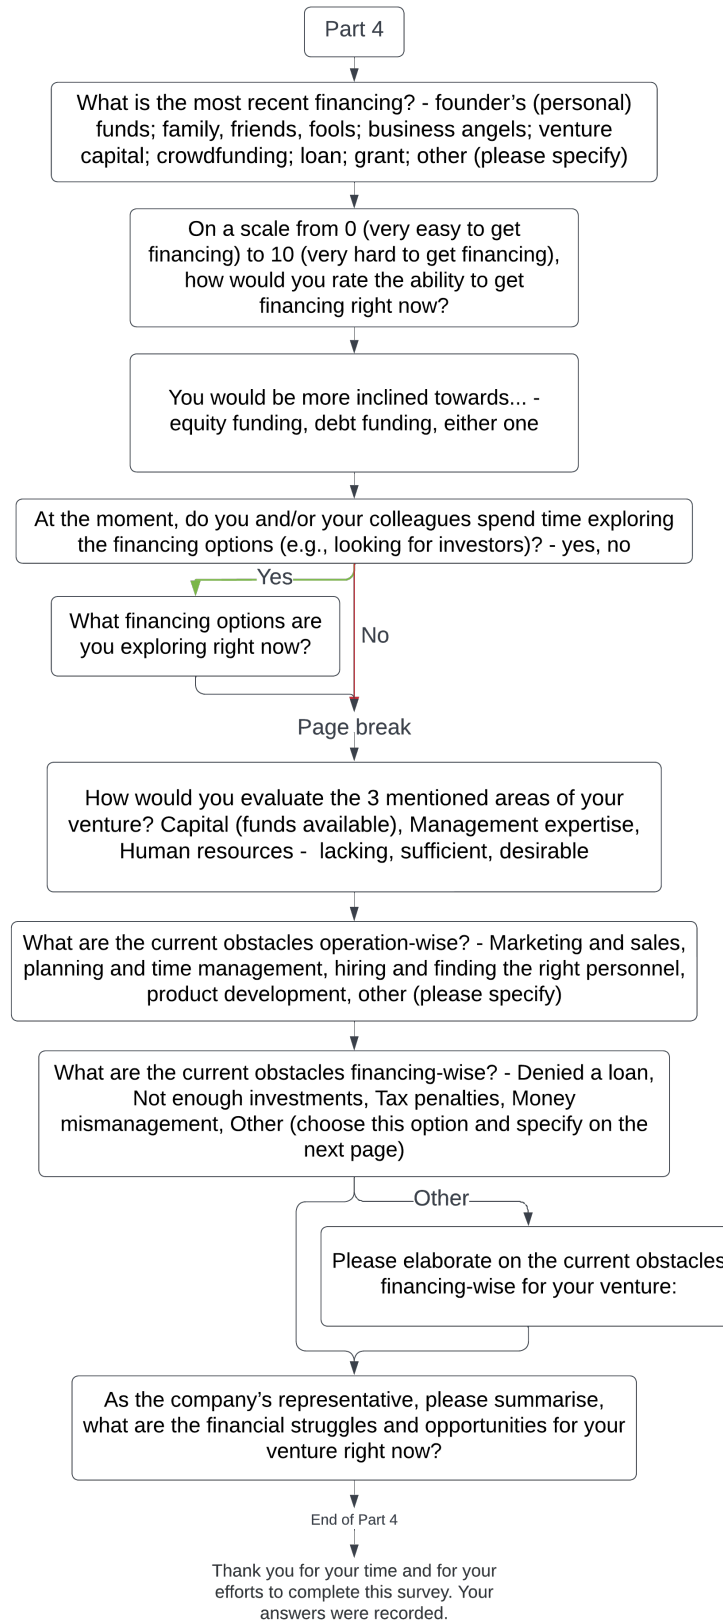 Part 4
What is the most recent financing? - founder's (personal)
funds; family, friends, fools; business angels; venture
capital; crowdfunding; loan; grant; other (please specify)
On a scale from 0 (very easy to get
financing) to 10 (very hard to get financing),
how would you rate the ability to get
financing right now?
You would be more inclined towards... -
equity funding, debt funding, either one
At the moment, do you and/or your colleagues spend time exploring
the financing options (e.g., looking for investors)? - yes, no
Yes
What financing options are
you exploring right now?
No
Page break
How would you evaluate the 3 mentioned areas of your
venture? Capital (funds available), Management expertise,
Human resources -  lacking, sufficient, desirable
What are the current obstacles operation-wise? - Marketing and sales,
planning and time management, hiring and finding the right personnel,
product development, other (please specify)
What are the current obstacles financing-wise? - Denied a loan,
Not enough investments, Tax penalties, Money
mismanagement, Other (choose this option and specify on the
next page)
Other
Please elaborate on the current obstacles
financing-wise for your venture:
As the company's representative, please summarise,
what are the financial struggles and opportunities for your
venture right now?
End of Part 4
Thank you for your time and for your
efforts to complete this survey. Your
answers were recorded.